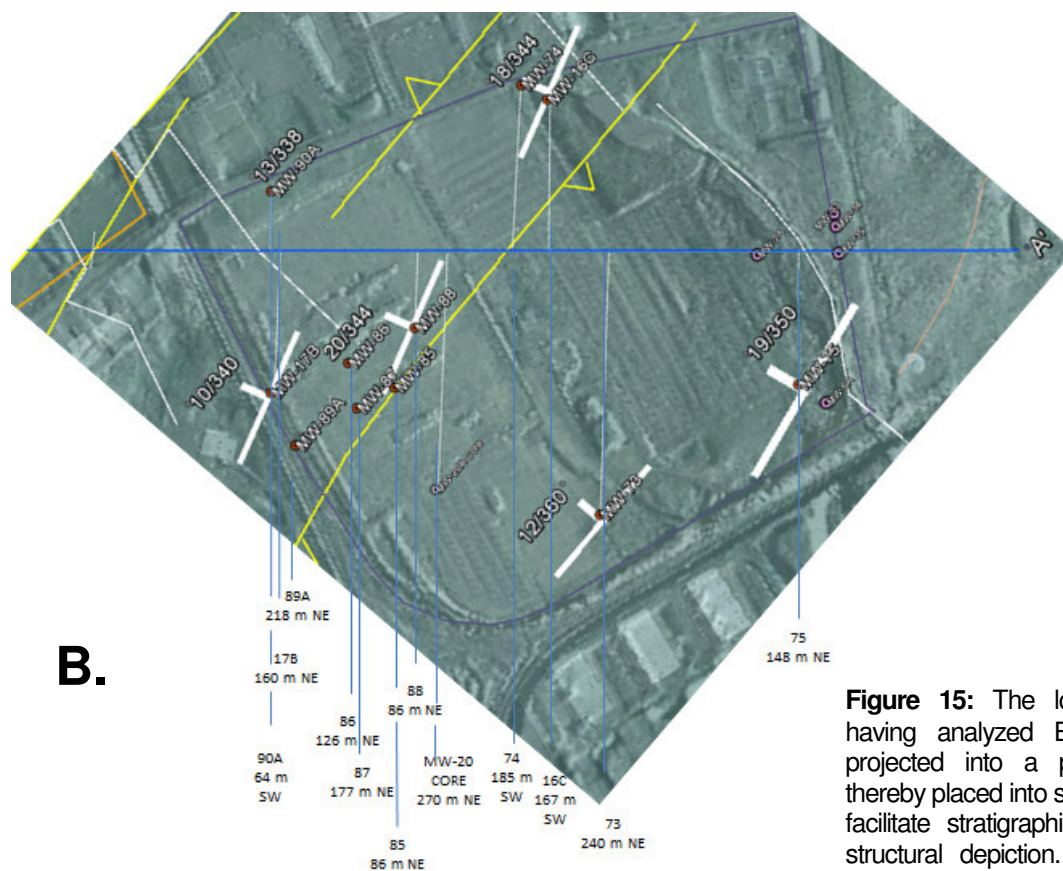 18/344
MW-74
MW-16C
13/338
MW-90A
A'
20/344
MW-86
MW-88
MW-87
MW-85
10/340
MW-17B
MW-89A
19/350
12/360
MW-73
89A
218 m NE
17B
160 m NE
90A
64 m
SW
86
126 m NE
87
177 m NE
88
86 m NE
85
86 m NE
MW-20
CORE
270 m NE
74
185 m
SW
16C
167 m
SW
73
240 m NE
75
148 m NE
B.
Figure 15: The lo
having analyzed B
projected into a p
thereby placed into s
facilitate stratigraphi
structural depiction.